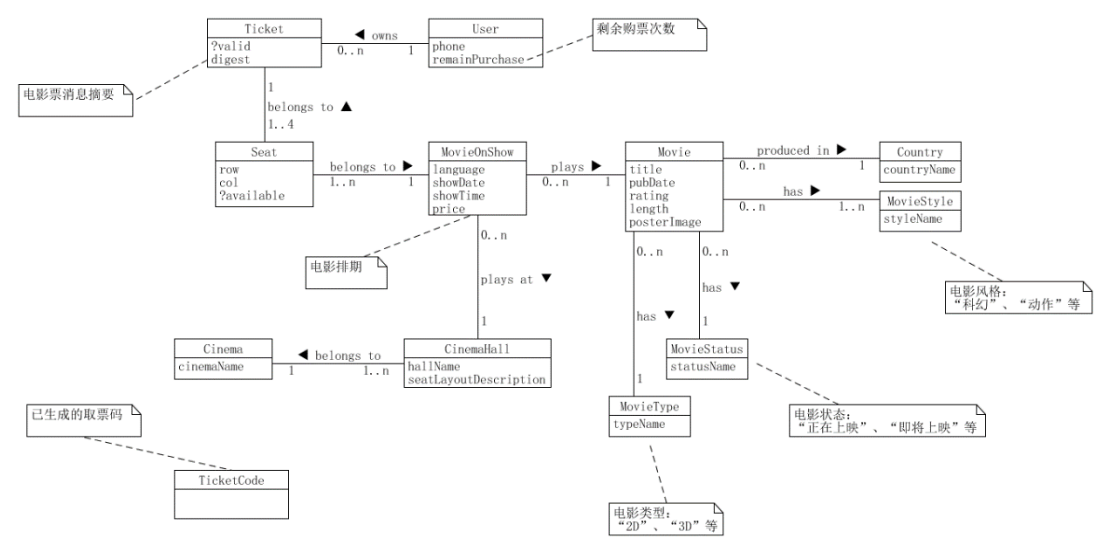 Ticket
?valid
digest
◀ owns
0..n
1
User
phone
remainPurchase
剩余购票次数
电影票消息摘要
1
belongs to ▲
1..4
Seat
row
col
?available
belongs to ▶
1..n
1
MovieOnShow
language
showDate
showTime
price
plays ▶
0..n
1
Movie
title
pubDate
rating
length
posterImage
produced in ▶
0..n
1
Country
countryName
has ▶
0..n
1..n
MovieStyle
styleName
电影风格:
“科幻”、“动作”等
电影排期
0..n
plays at ▼
1
0..n
has ▼
1
0..n
has ▼
1
Cinema
cinemaName
◀ belongs to
1
1..n
CinemaHall
hallName
seatLayoutDescription
MovieStatus
statusName
MovieType
typeName
电影状态:
“正在上映”、“即将上映”等
已生成的取票码
TicketCode
电影类型:
“2D”、“3D”等